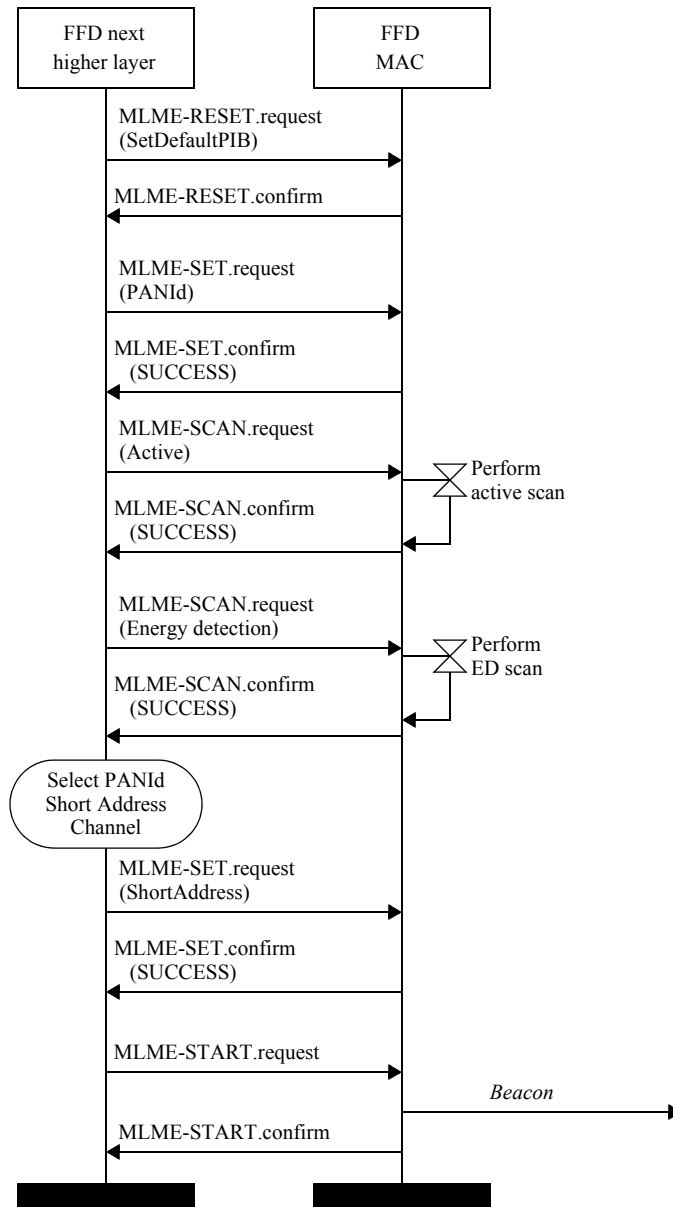 FFD next
higher layer
FFD
MAC
MLME-RESET.request
(SetDefaultPIB)
MLME-RESET.confirm
MLME-SET.request
(PANId)
MLME-SET.confirm
(SUCCESS)
MLME-SCAN.request
(Active)
Perform
active scan
MLME-SCAN.confirm
(SUCCESS)
MLME-SCAN.request
(Energy detection)
Perform
ED scan
MLME-SCAN.confirm
(SUCCESS)
Select PANId
Short Address
Channel
MLME-SET.request
(ShortAddress)
MLME-SET.confirm
(SUCCESS)
MLME-START.request
Beacon
MLME-START.confirm